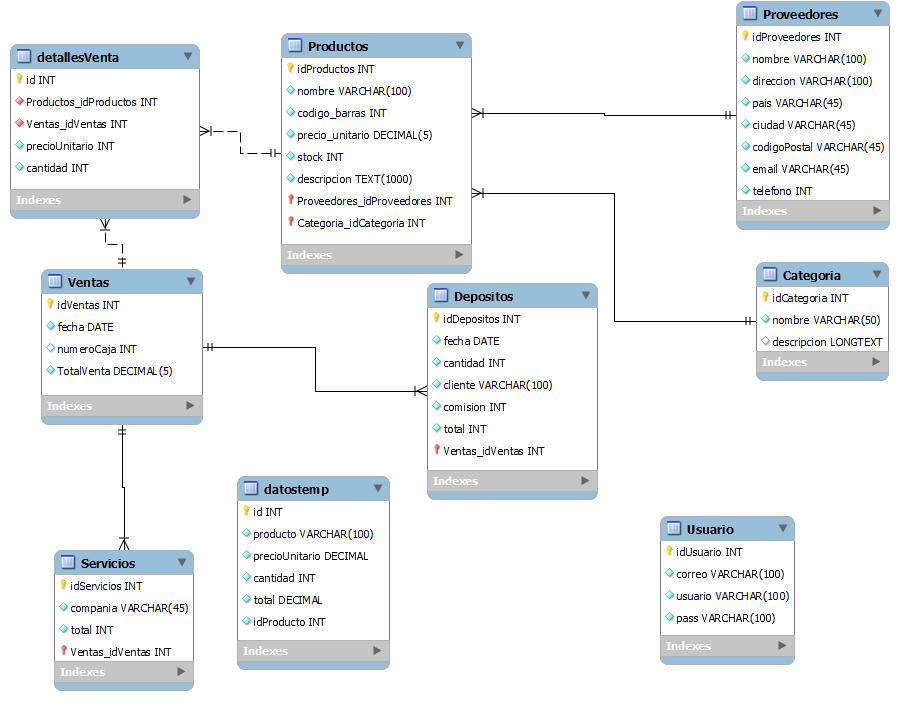 detallesVenta
id INT
Productos_idProductos INT
Ventas_idVentas INT
precioUnitario INT
cantidad INT
Indexes
Productos
idProductos INT
nombre VARCHAR(100)
codigo_barras INT
precio_unitario DECIMAL(5)
stock INT
descripcion TEXT(1000)
Proveedores_idProveedores INT
Categoria_idCategoria INT
Indexes
Proveedores
idProveedores INT
nombre VARCHAR(100)
direccion VARCHAR(100)
pais VARCHAR(45)
ciudad VARCHAR(45)
codigoPostal VARCHAR(45)
email VARCHAR(45)
telefono INT
Indexes
Ventas
idVentas INT
fecha DATE
numeroCaja INT
TotalVenta DECIMAL(5)
Indexes
Depositos
idDepositos INT
fecha DATE
cantidad INT
cliente VARCHAR(100)
comision INT
total INT
Ventas_idVentas INT
Indexes
Categoria
idCategoria INT
nombre VARCHAR(50)
descripcion LONGTEXT
Indexes
Servicios
idServicios INT
compania VARCHAR(45)
total INT
Ventas_idVentas INT
Indexes
datostemp
id INT
producto VARCHAR(100)
precioUnitario DECIMAL
cantidad INT
total DECIMAL
idProducto INT
Indexes
Usuario
idUsuario INT
correo VARCHAR(100)
usuario VARCHAR(100)
pass VARCHAR(100)
Indexes